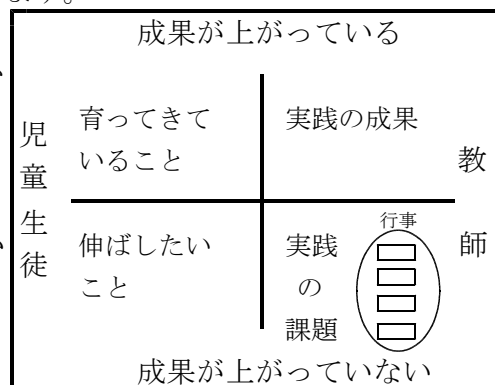 ます。
成果が上がっている
児童生徒
育ってきて
いること
実践の成果
教師
伸ばしたい
こと
実践
の
課題
行事
成果が上がっていない